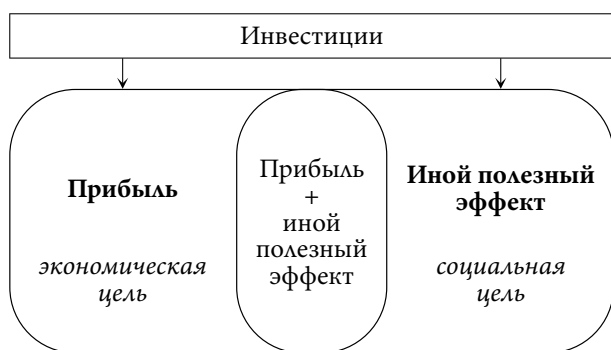 Инвестиции
Прибыль
экономическая
цель
Прибыль
+
иной
полезный
эффект
Иной полезный
эффект
социальная
цель